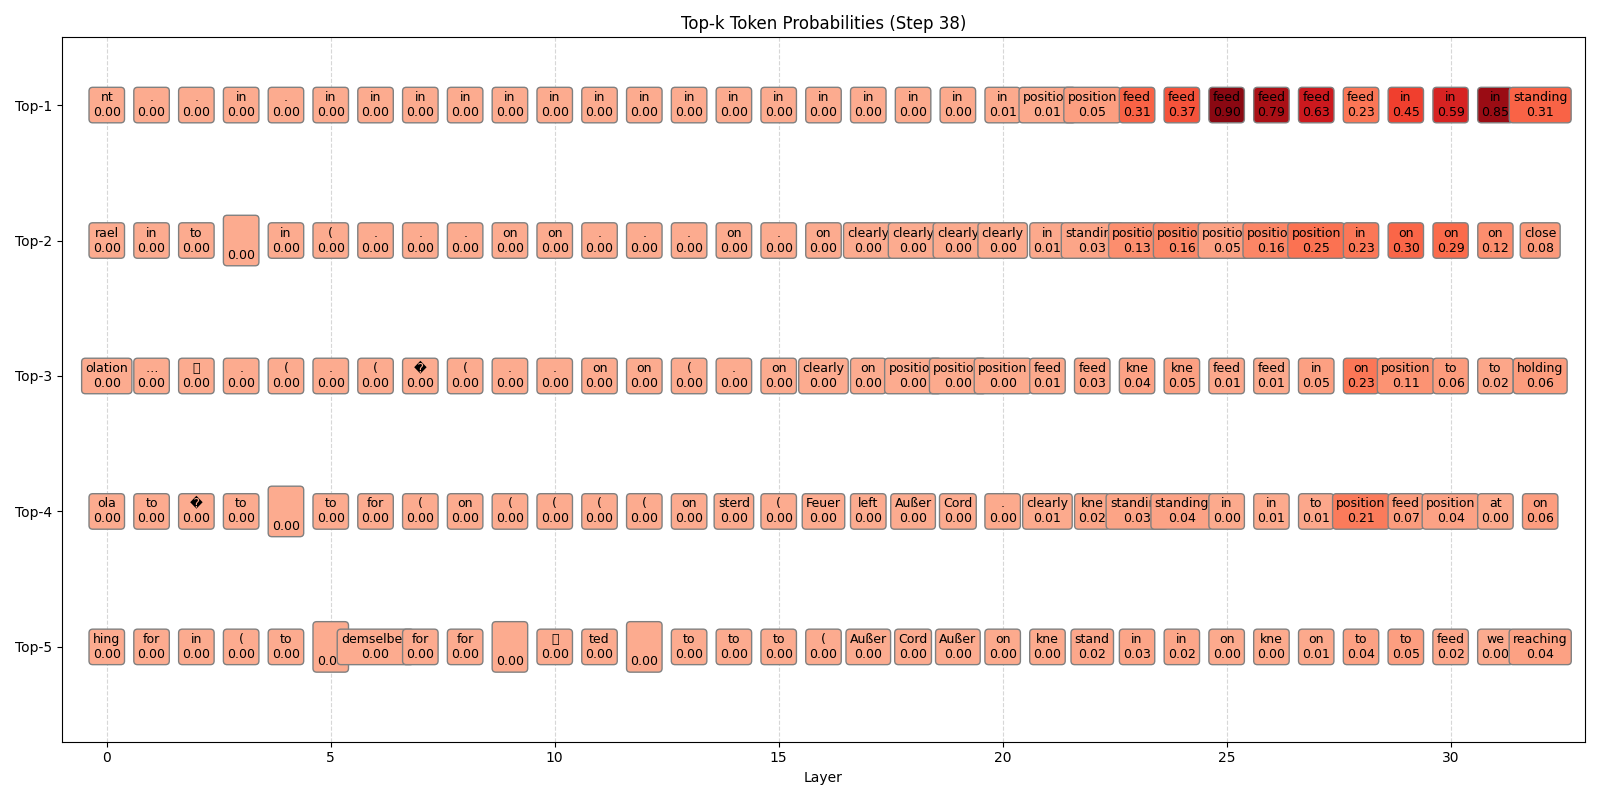 Top-k Token Probabilities (Step 38)
nt . . in . in in in in in in in in in in in in in in in in positio position feed feed feed feed feed feed in in in standing
Top-1
0.00 0.00 0.00 0.00 0.00 0.00 0.00 0.00 0.00 0.00 0.00 0.00 0.00 0.00 0.00 0.00 0.00 0.00 0.00 0.00 0.01 0.01 0.05 0.31 0.37 0.90 0.79 0.63 0.23 0.45 0.59 0.85 0.31
rael in to in ( . . . on on . . . on . on clearly clearly clearly clearly in standin positio positio positio positio position in on on on close
Top-2
0.00 0.00 0.00 0.00 0.00 0.00 0.00 0.00 0.00 0.00 0.00 0.00 0.00 0.00 0.00 0.00 0.00 0.00 0.00 0.00 0.00 0.01 0.03 0.13 0.16 0.05 0.16 0.25 0.23 0.30 0.29 0.12 0.08
olation ... . ( . ( � ( . . on on ( . on clearly on positio positio position feed feed kne kne feed feed in on position to to holding
Top-3
0.00 0.00 0.00 0.00 0.00 0.00 0.00 0.00 0.00 0.00 0.00 0.00 0.00 0.00 0.00 0.00 0.00 0.00 0.00 0.00 0.00 0.01 0.03 0.04 0.05 0.01 0.01 0.05 0.23 0.11 0.06 0.02 0.06
ola to � to to for ( on ( ( ( ( on sterd ( Feuer left Außer Cord . clearly kne standi standing in in to position feed position at on
Top-4
0.00 0.00 0.00 0.00 0.00 0.00 0.00 0.00 0.00 0.00 0.00 0.00 0.00 0.00 0.00 0.00 0.00 0.00 0.00 0.00 0.00 0.01 0.02 0.03 0.04 0.00 0.01 0.01 0.21 0.07 0.04 0.00 0.06
hing for in ( to demselbe for for ted to to to ( Außer Cord Außer on kne stand in in on kne on to to feed we reaching
Top-5
0.00 0.00 0.00 0.00 0.00 0.0 0.00 0.00 0.00 0.00 0.00 0.00 0.00 0.00 0.00 0.00 0.00 0.00 0.00 0.00 0.00 0.00 0.02 0.03 0.02 0.00 0.00 0.01 0.04 0.05 0.02 0.00 0.04
0 5 10 15 20 25 30
Layer